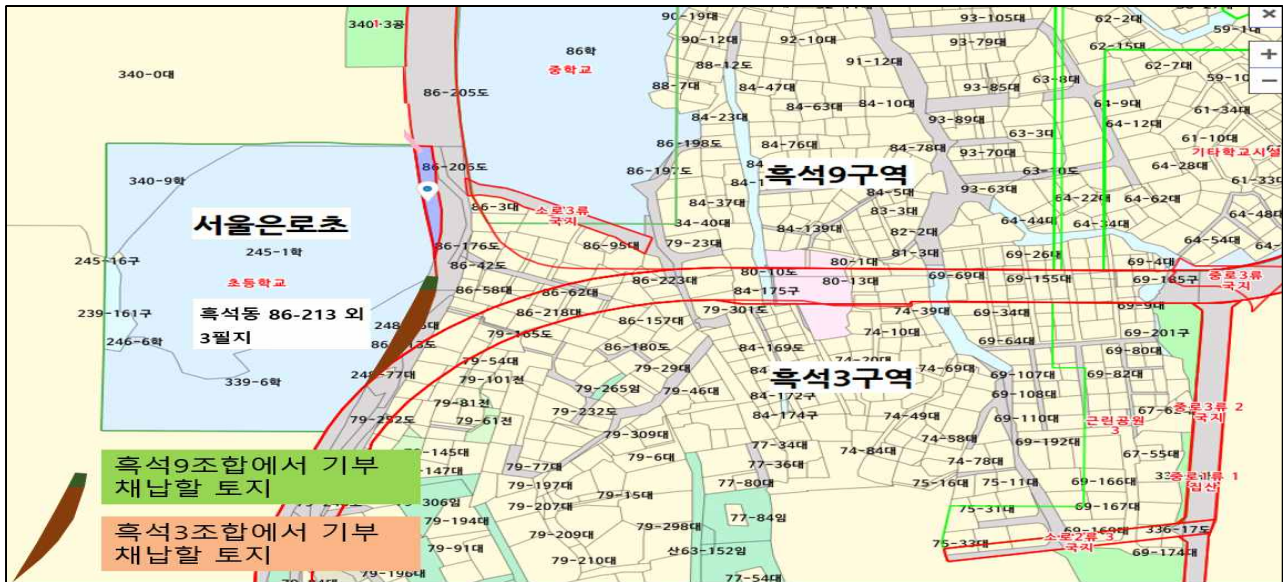 340-3공
1
340-0대
90-19대
90-12대
92-10대
93-105대
93-79대
62-2대
59-1대
×
+
−
62-15대
62-7대
59-10
86학
중학교
88-12도
91-12대
88-7대
84-47대
63-8대
93-85대
86-205도
84-63대
84-10대
64-9대
61-34대
84-23대
93-89대
64-12대
63-3대
61-10대
86-198도
84-76대
84-78대
93-70대
기타학교시설
86-205도
86-197도
63-10도
64-28대
61-33대
340-9학
흑석9구역
84-5대
93-63대
64-22대
64-62대
86-3대
84-37대
83-3대
64-48대
소로3류
국지
34-40대
84-139대
82-2대
64-44대
64-34대
서울은로초
86-176도
86-95대
79-23대
81-3대
69-26대
64-54대
245-1학
245-16구
86-42도
80-1대
69-4대
초등학교
86-58대
86-62대
86-223대
80-10도
80-13대
69-69대
69-155대
69-185구
중로3류
국지
84-175구
239-161구
흑석동 86-213 외
3필지
86-218대
86-157대
79-301도
74-39대
69-34대
69-9대
79-165도
74-10대
69-201구
246-6학
86-180도
84-169도
69-64대
69-80대
248-77대
79-54대
79-29대
74-20대
339-6학
79-101전
79-265임
79-46대
흑석3구역
74-69대
69-107대
69-82대
79-81전
84-172구
69-108대
79-252도
79-61전
79-232도
84-174구
74-49대
69-110대
근린공원
3
중로3류 2
국지
79-309대
74-58대
69-192대
흑석9조합에서 기부
채납할 토지
77-34대
74-84대
67-55대
79-77대
79-6대
77-36대
74-78대
중로1류 1
집산
79-197대
77-80대
75-16대
75-11대
69-166대
79-15대
79-207대
75-31대
69-167대
흑석3조합에서 기부
채납할 토지
79-194대
77-84임
79-298대
69-169대
336-17도
79-209대
75-33대
소로2류 3
국지
79-91대
산63-152임
69-174대
79-210대
79-196대
77-54대